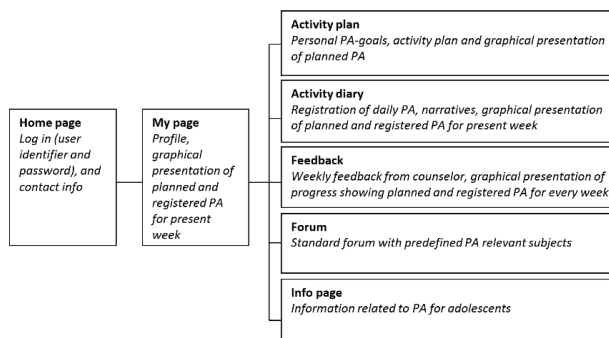 Home page
Log in (user
identifier and
password), and
contact info
My page
Profile,
graphical
presentation of
planned and
registered PA
for present
week
Activity plan
Personal PA-goals, activity plan and graphical presentation
of planned PA
Activity diary
Registration of daily PA, narratives, graphical presentation
of planned and registered PA for present week
Feedback
Weekly feedback from counselor, graphical presentation of
progress showing planned and registered PA for every week
Forum
Standard forum with predefined PA relevant subjects
Info page
Information related to PA for adolescents